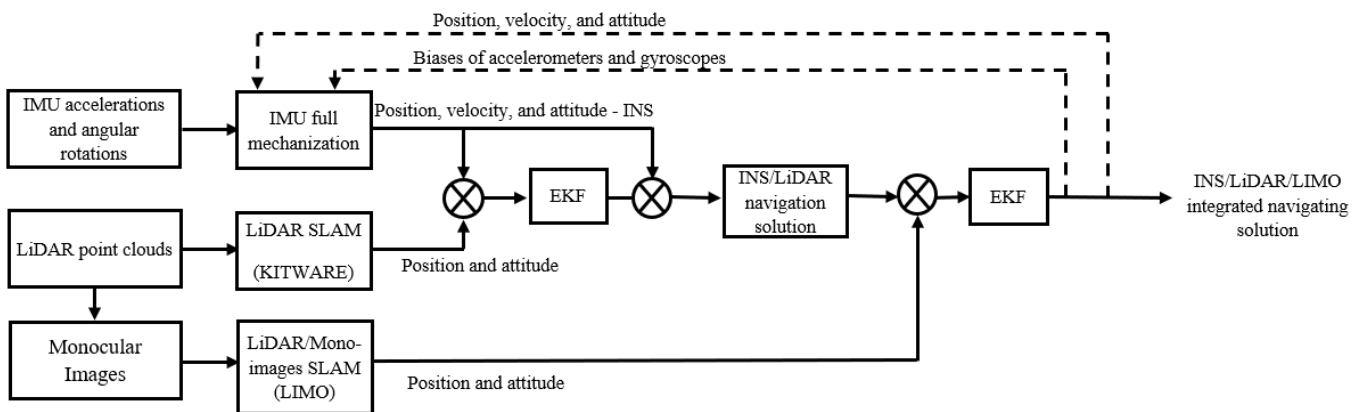 Position, velocity, and attitude
Biases of accelerometers and gyroscopes
IMU accelerations
and angular
rotations
IMU full
mechanization
Position, velocity, and attitude - INS
EKF
INS/LiDAR
navigation
solution
EKF
INS/LiDAR/LIMO
integrated navigating
solution
LiDAR point clouds
LiDAR SLAM
(KITWARE)
Position and attitude
Monocular
Images
LiDAR/Mono-
images SLAM
(LIMO)
Position and attitude